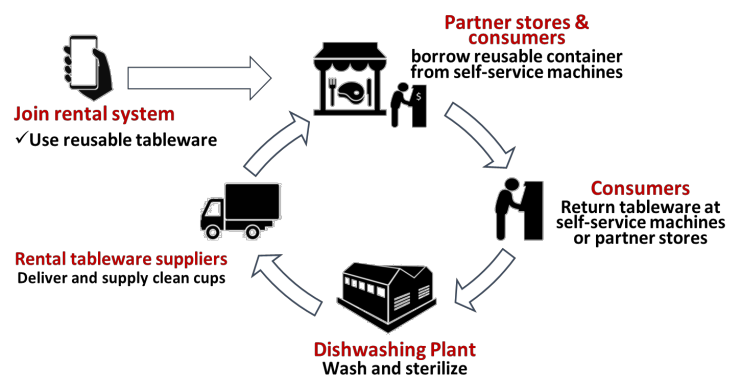 Partner stores &
consumers
borrow reusable container
from self-service machines
$
Join rental system
✓Use reusable tableware
Consumers
Return tableware at
self-service machines
or partner stores
Rental tableware suppliers
Deliver and supply clean cups
Dishwashing Plant
Wash and sterilize